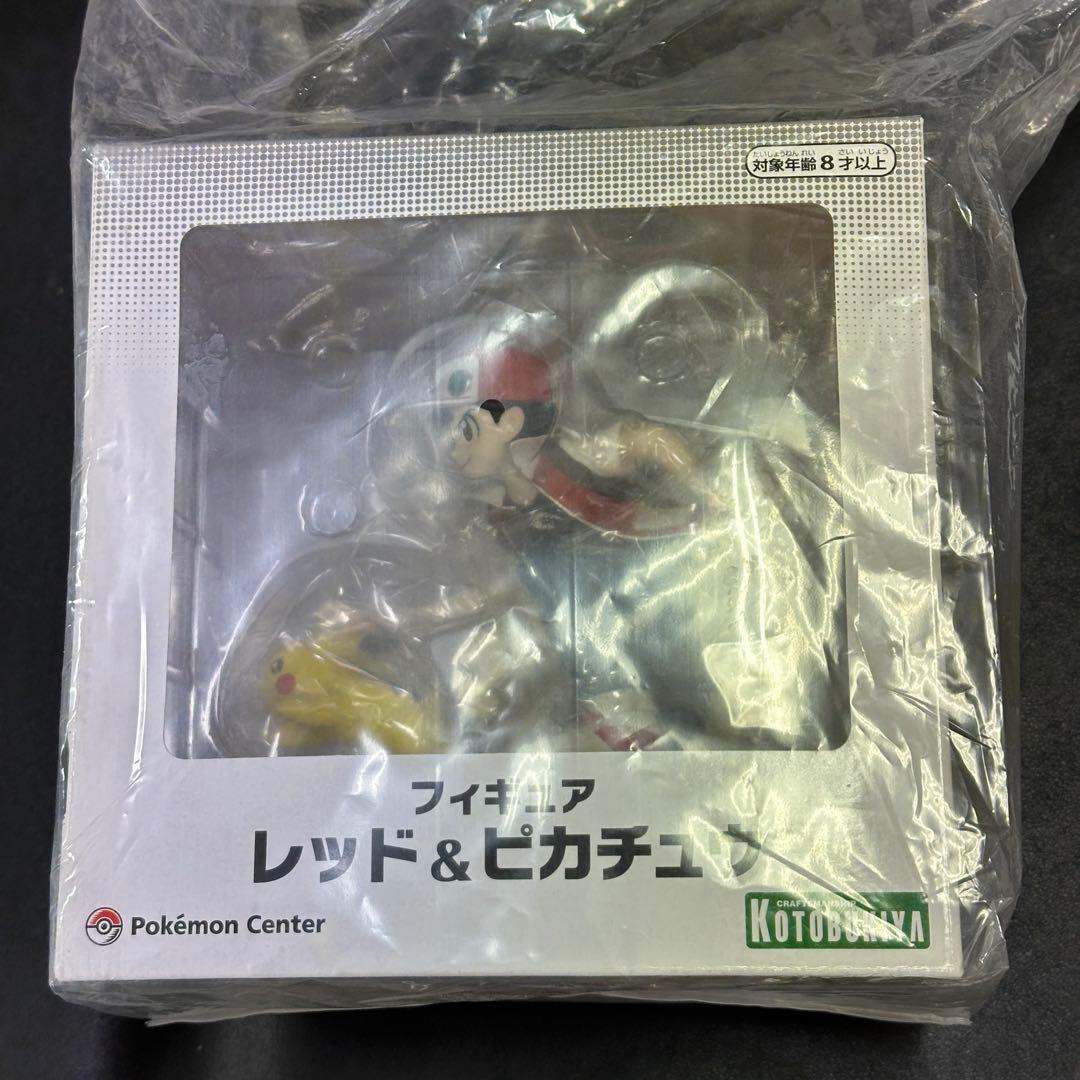 たいしょうねんれい さい いじょう
対象年齢8才以上
フィギュア
レッド&ピカチュウ
Pokémon Center
CRAFTSMANSHIP
KOTOBUKIYA